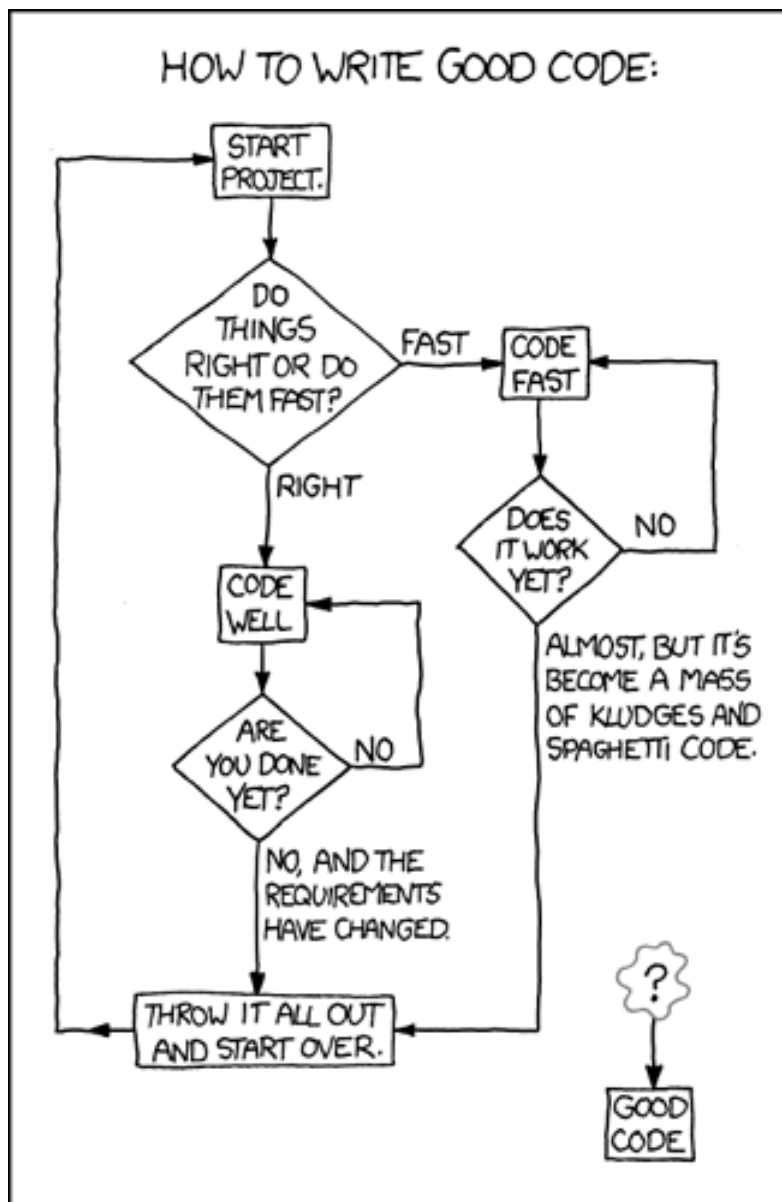 HOW TO WRITE GOOD CODE:
START
PROJECT.
DO
THINGS
RIGHT OR DO
THEM FAST?
FAST
CODE
FAST
RIGHT
DOES
IT WORK
YET?
NO
CODE
WELL
ALMOST, BUT IT'S
BECOME A MASS
OF KLUDGES AND
SPAGHETTI CODE.
ARE
YOU DONE
YET?
NO
NO, AND THE
REQUIREMENTS
HAVE CHANGED.
THROW IT ALL OUT
AND START OVER.
?
GOOD
CODE